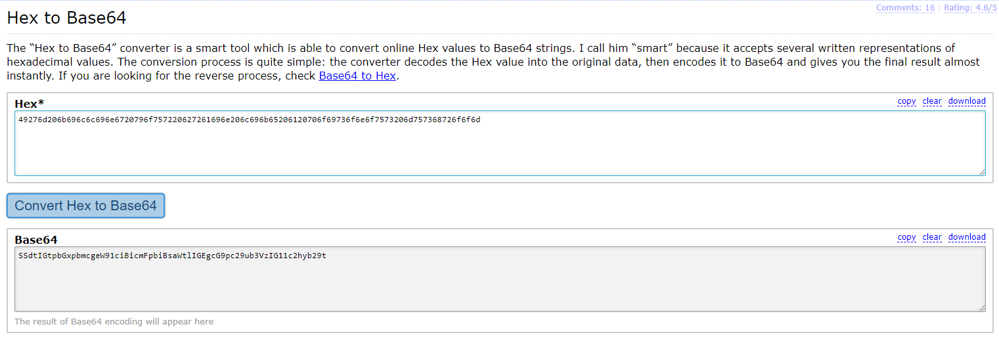 Comments: 16 | Rating: 4.6/5
Hex to Base64
The “Hex to Base64” converter is a smart tool which is able to convert online Hex values to Base64 strings. I call him “smart” because it accepts several written representations of
hexadecimal values. The conversion process is quite simple: the converter decodes the Hex value into the original data, then encodes it to Base64 and gives you the final result almost
instantly. If you are looking for the reverse process, check Base64 to Hex.
Hex* copy clear download
49276d206b696c6c696e6720796f757220627261696e206c696b65206120706f69736f6e6f7573206d757368726f6f6d
Convert Hex to Base64
Base64 copy clear download
SSdtIGtpbGxpbmcgeW91ciBicmFpbiBsaWtlIGEgcG9pc29ub3VzIG11c2hyb29t
The result of Base64 encoding will appear here